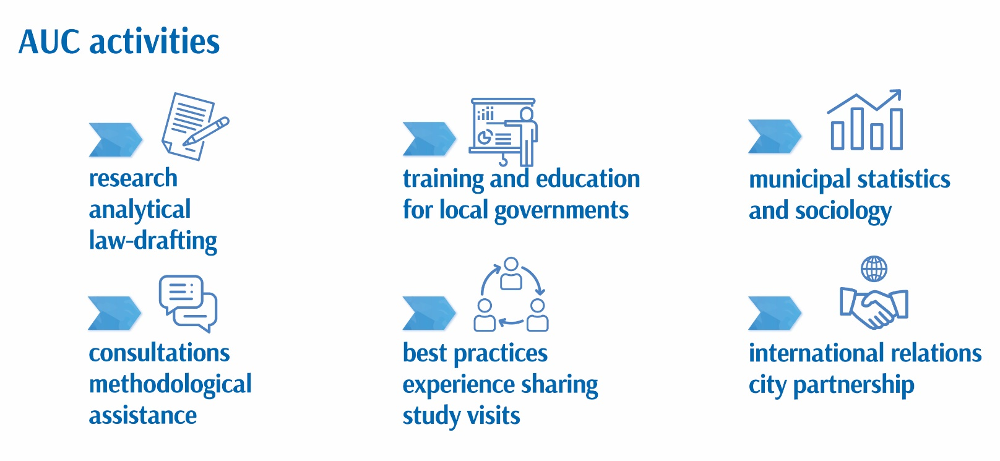 AUC activities
research
analytical
law-drafting
training and education
for local governments
municipal statistics
and sociology
consultations
methodological
assistance
best practices
experience sharing
study visits
international relations
city partnership